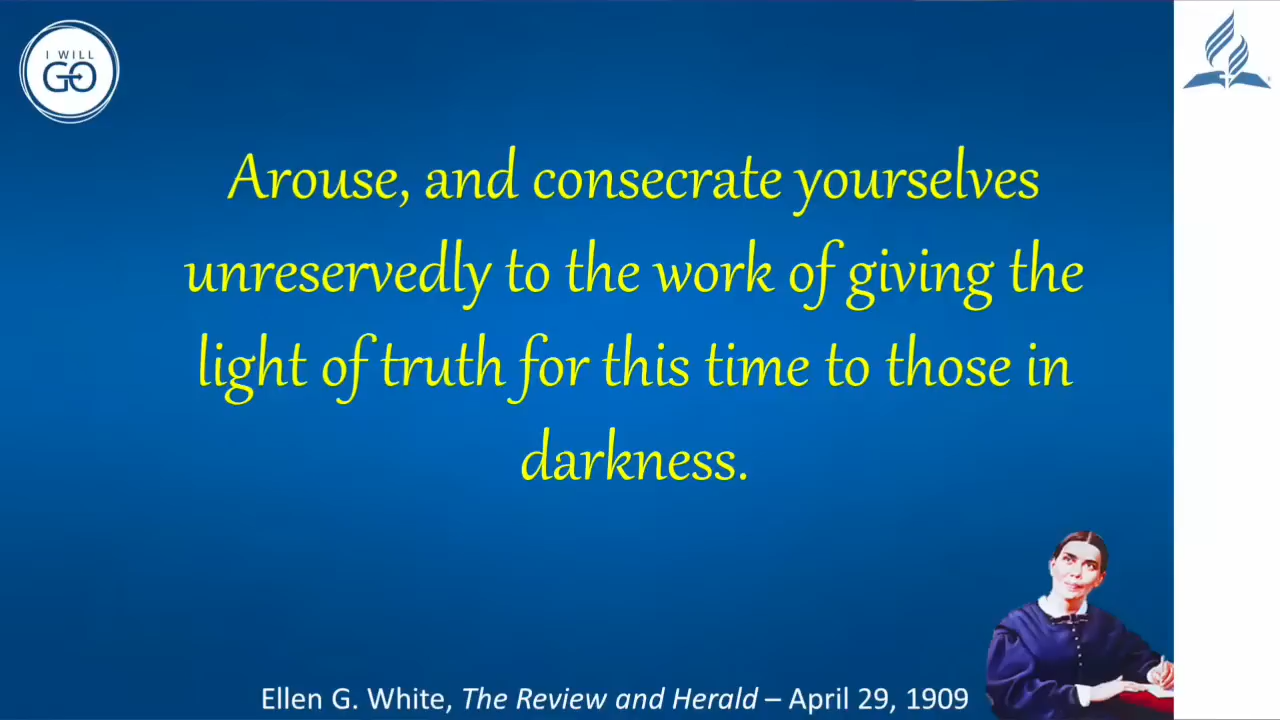 I WILL
GO
Arouse, and consecrate yourselves
unreservedly to the work of giving the
light of truth for this time to those in
darkness.
Ellen G. White, The Review and Herald – April 29, 1909